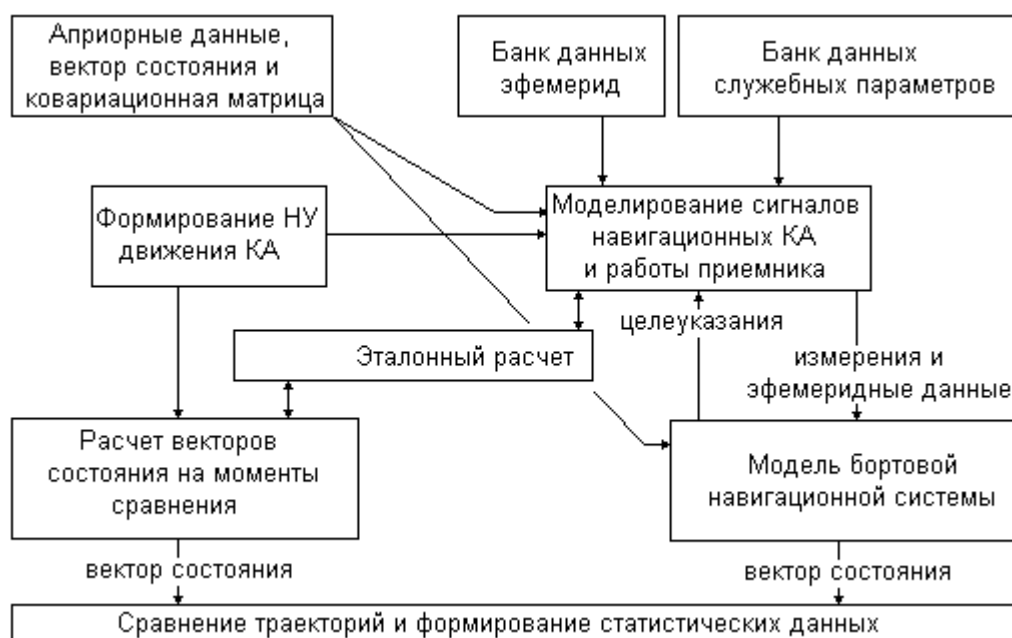 Априорные данные,
вектор состояния и
ковариационная матрица
Банк данных
эфемерид
Банк данных
служебных параметров
Формирование НУ
движения КА
Моделирование сигналов
навигационных КА
и работы приемника
целеуказания
Эталонный расчет
измерения и
эфемеридные данные
Расчет векторов
состояния на моменты
сравнения
Модель бортовой
навигационной системы
вектор состояния
вектор состояния
Сравнение траекторий и формирование статистических данных